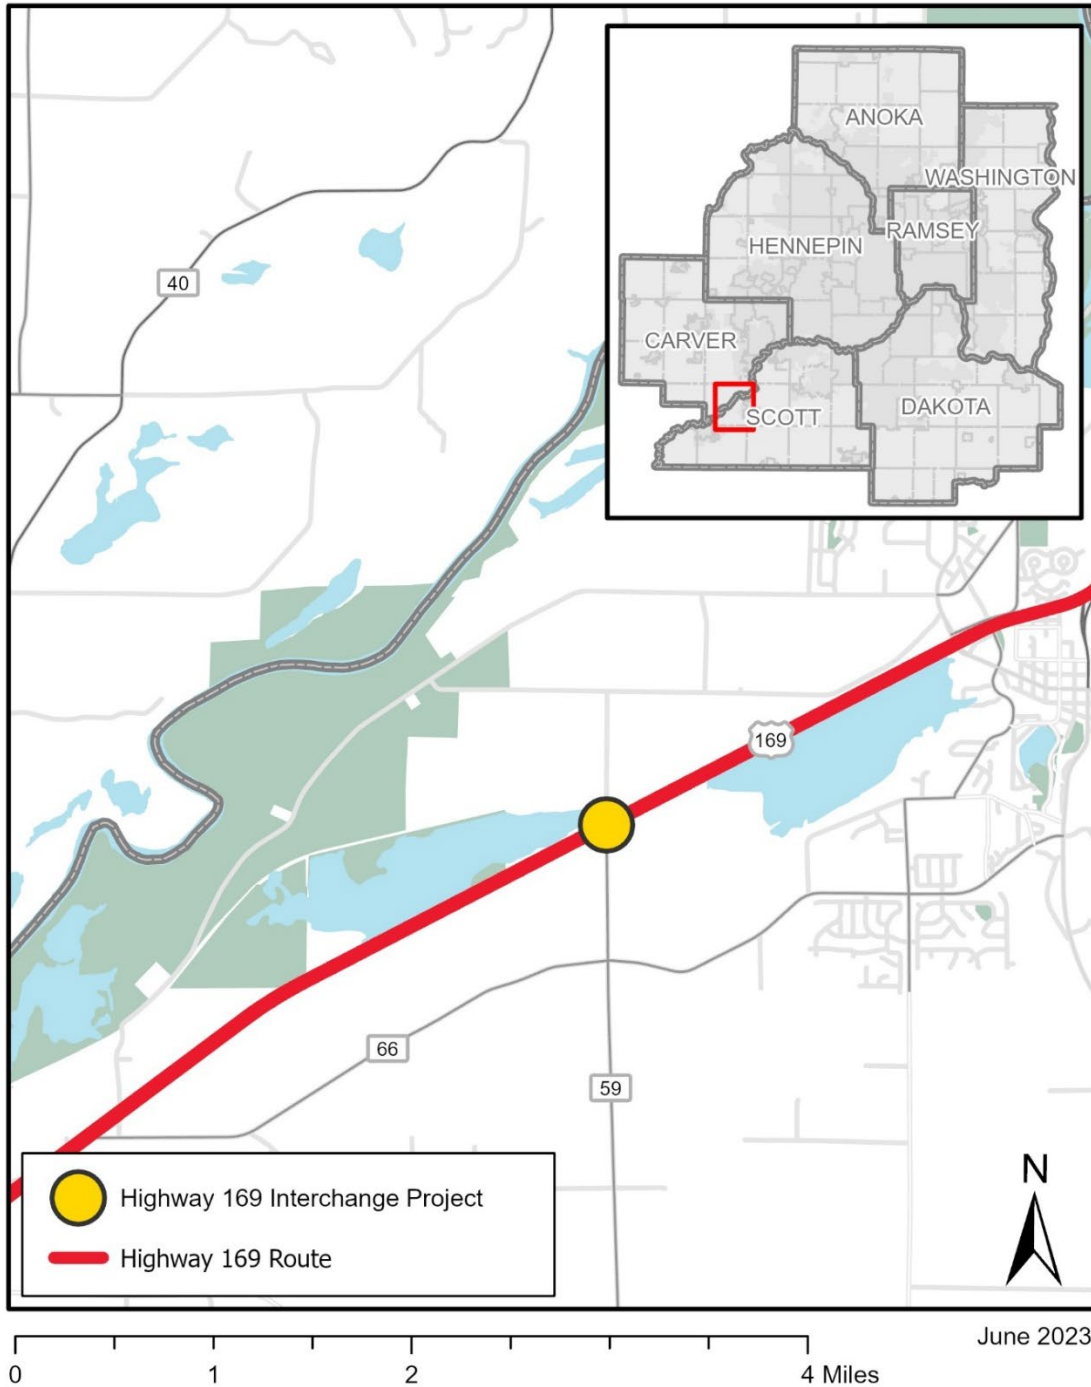 ANOKA
WASHINGTON
RAMSEY
HENNEPIN
CARVER
SCOTT
DAKOTA
40
169
66
59
N
Highway 169 Interchange Project
Highway 169 Route
June 2023
0 1 2 4 Miles